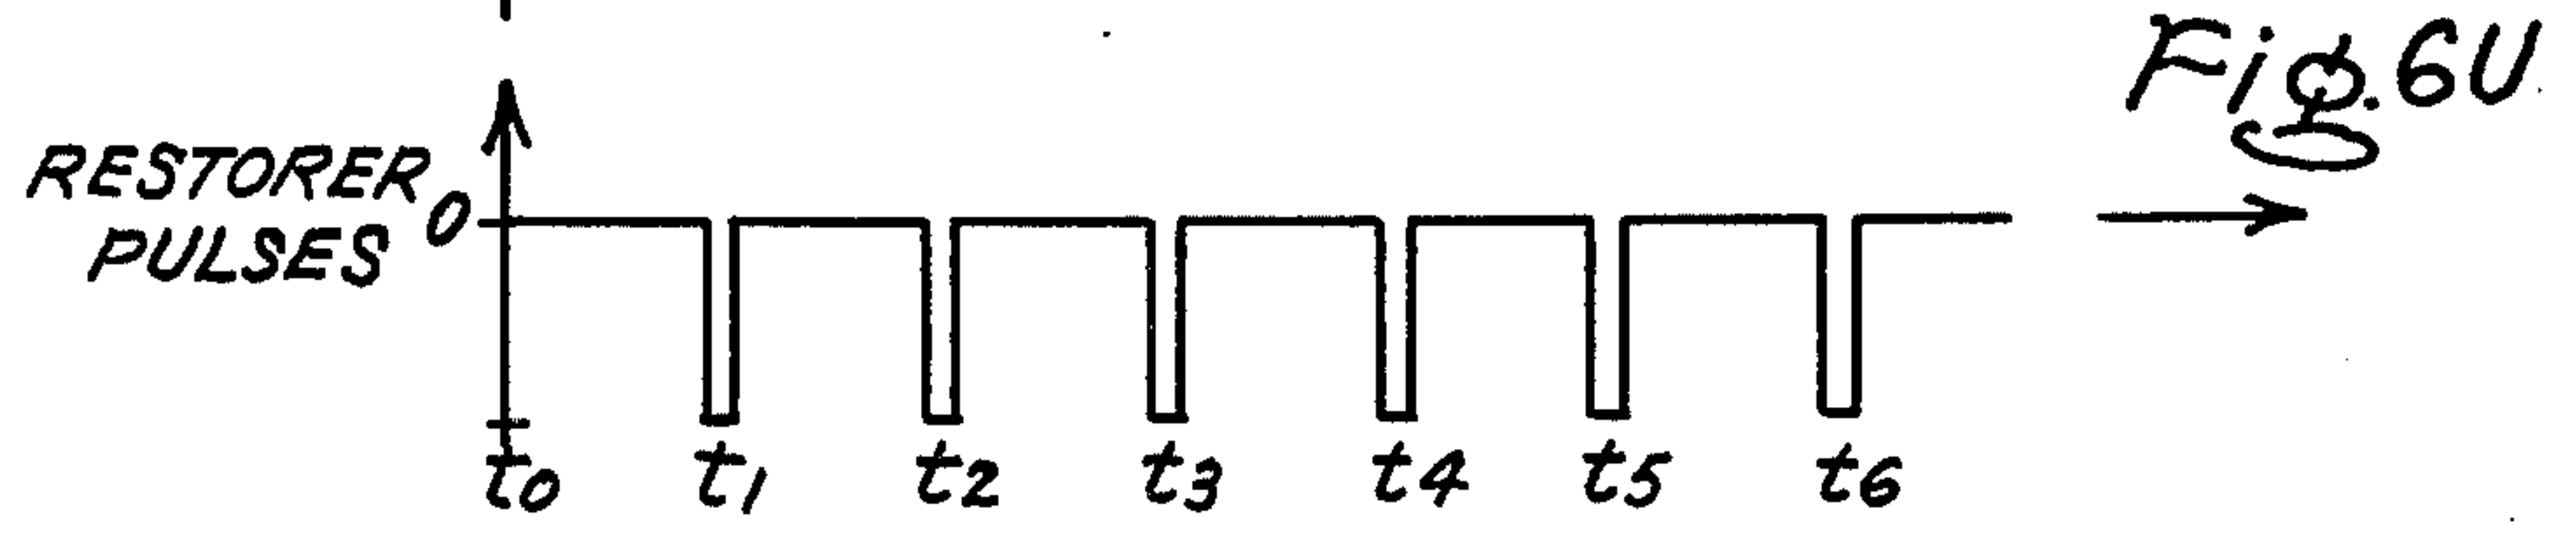 Fig. 6U
RESTORER
PULSES
0
t0 t1 t2 t3 t4 t5 t6